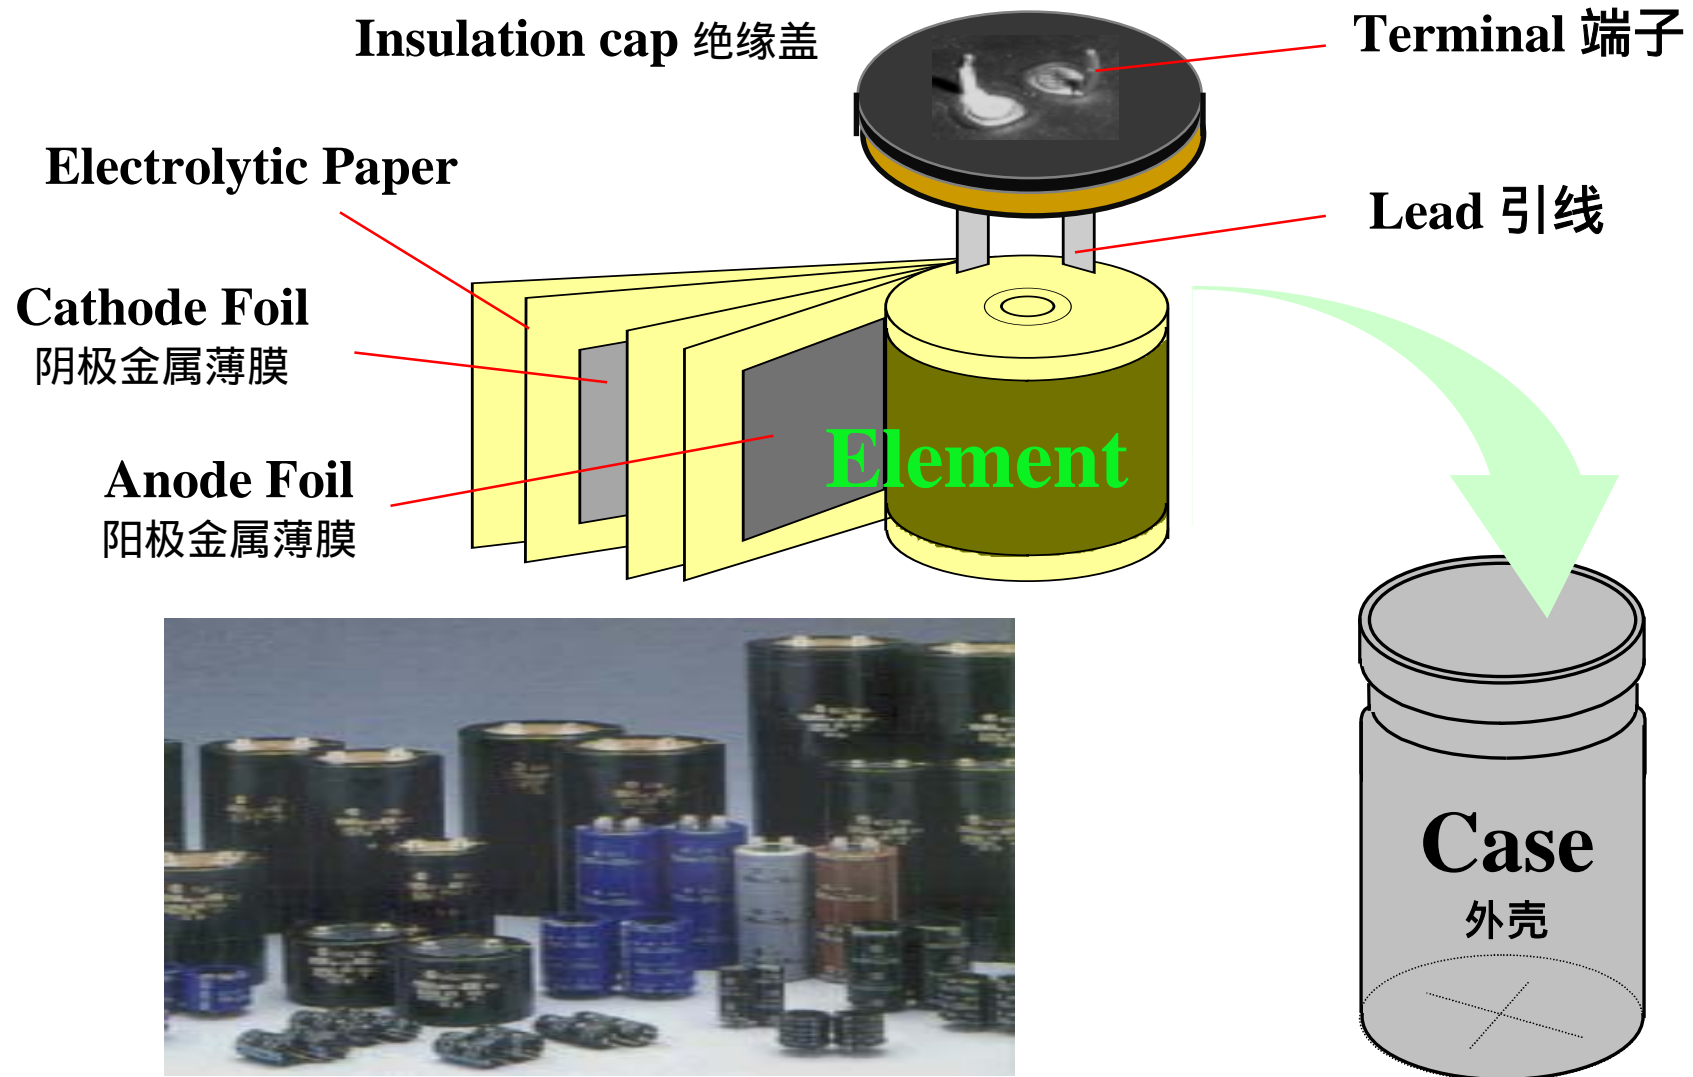 Insulation cap 绝缘盖
Terminal 端子
Electrolytic Paper
Lead 引线
Cathode Foil
阴极金属薄膜
Anode Foil
阳极金属薄膜
Element
Case
外壳